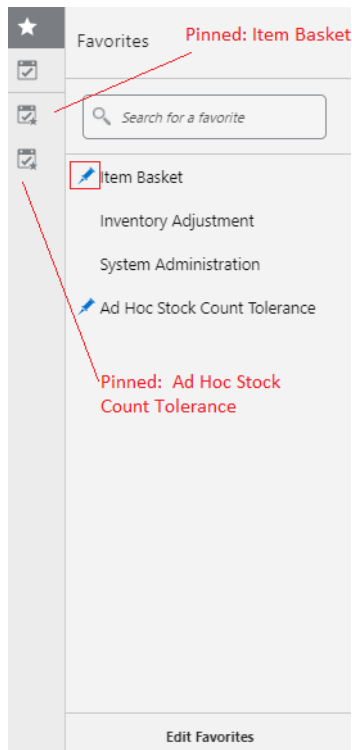 Favorites
Pinned: Item Basket
Search for a favorite
Item Basket
Inventory Adjustment
System Administration
Ad Hoc Stock Count Tolerance
Pinned: Ad Hoc Stock
Count Tolerance
Edit Favorites